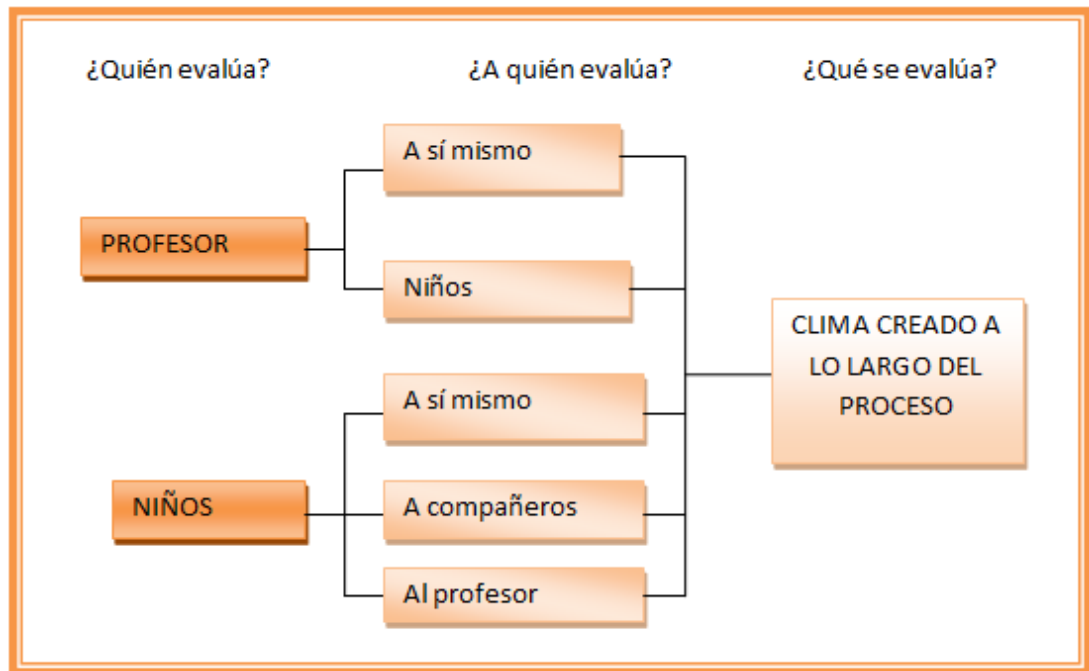 ¿Quién evalúa?
¿A quién evalúa?
¿Qué se evalúa?
A sí mismo
PROFESOR
Niños
CLIMA CREADO A
LO LARGO DEL
PROCESO
A sí mismo
NIÑOS
A compañeros
Al profesor